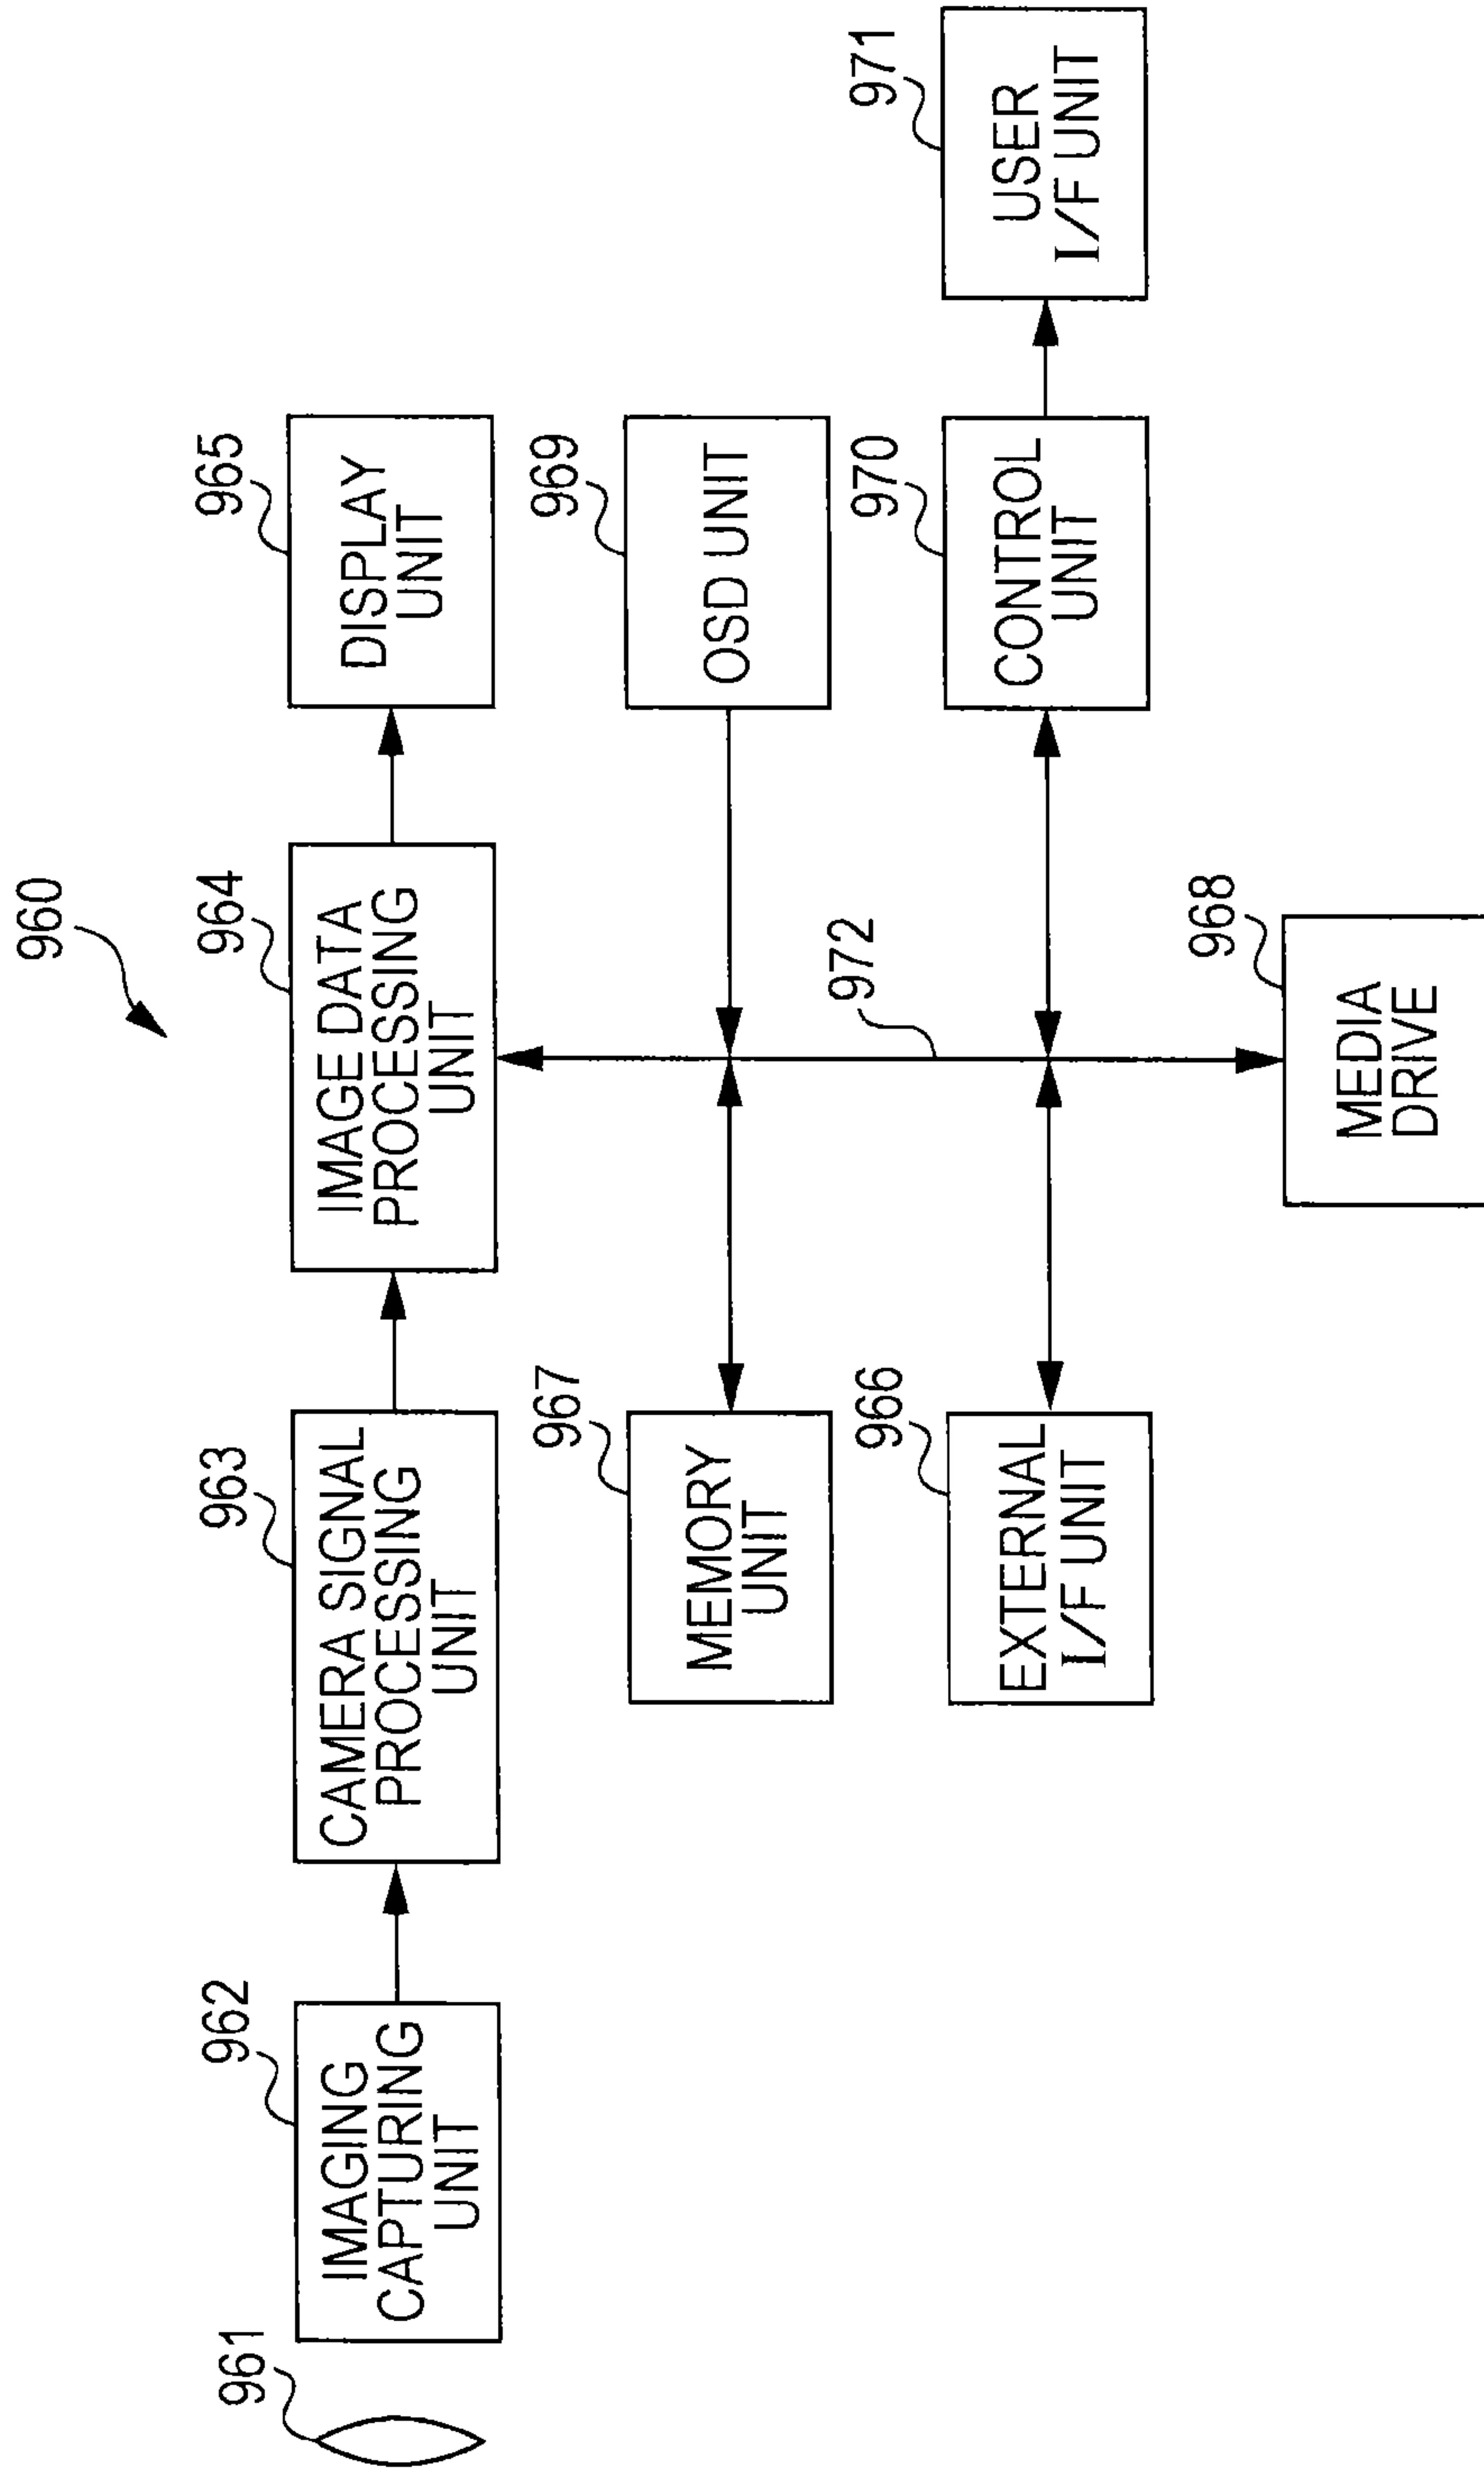 960
961
962
IMAGING
CAPTURING
UNIT
963
CAMERA SIGNAL
PROCESSING
UNIT
964
IMAGE DATA
PROCESSING
UNIT
965
DISPLAY
UNIT
967
MEMORY
UNIT
969
OSD UNIT
972
966
EXTERNAL
I/F UNIT
970
CONTROL
UNIT
971
USER
I/F UNIT
968
MEDIA
DRIVE